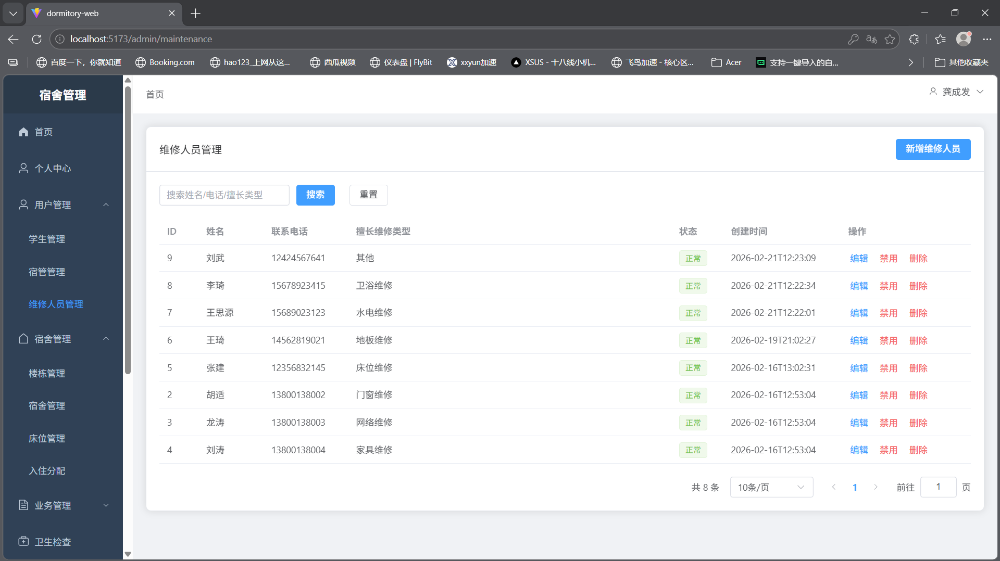 dormitory-web
localhost:5173/admin/maintenance
百度一下，你就知道
Booking.com
hao123_上网从这...
西瓜视频
仪表盘 | FlyBit
xxyun加速
XSUS - 十八线小机...
飞鸟加速 - 核心区...
Acer
支持一键导入的自...
其他收藏夹
宿舍管理
首页
个人中心
用户管理
学生管理
宿管管理
维修人员管理
宿舍管理
楼栋管理
宿舍管理
床位管理
入住分配
业务管理
卫生检查
首页
龚成发
维修人员管理
新增维修人员
搜索姓名/电话/擅长类型
搜索
重置
ID 姓名 联系电话 擅长维修类型 状态 创建时间 操作
9 刘武 12424567641 其他 正常 2026-02-21T12:23:09 编辑 禁用 删除
8 李琦 15678923415 卫浴维修 正常 2026-02-21T12:22:34 编辑 禁用 删除
7 王思源 15689023123 水电维修 正常 2026-02-21T12:22:01 编辑 禁用 删除
6 王琦 14562819021 地板维修 正常 2026-02-19T21:02:27 编辑 禁用 删除
5 张建 12356832145 床位维修 正常 2026-02-16T13:02:31 编辑 禁用 删除
2 胡适 13800138002 门窗维修 正常 2026-02-16T12:53:04 编辑 禁用 删除
3 龙涛 13800138003 网络维修 正常 2026-02-16T12:53:04 编辑 禁用 删除
4 刘涛 13800138004 家具维修 正常 2026-02-16T12:53:04 编辑 禁用 删除
共 8 条 10条/页 1 前往 1 页